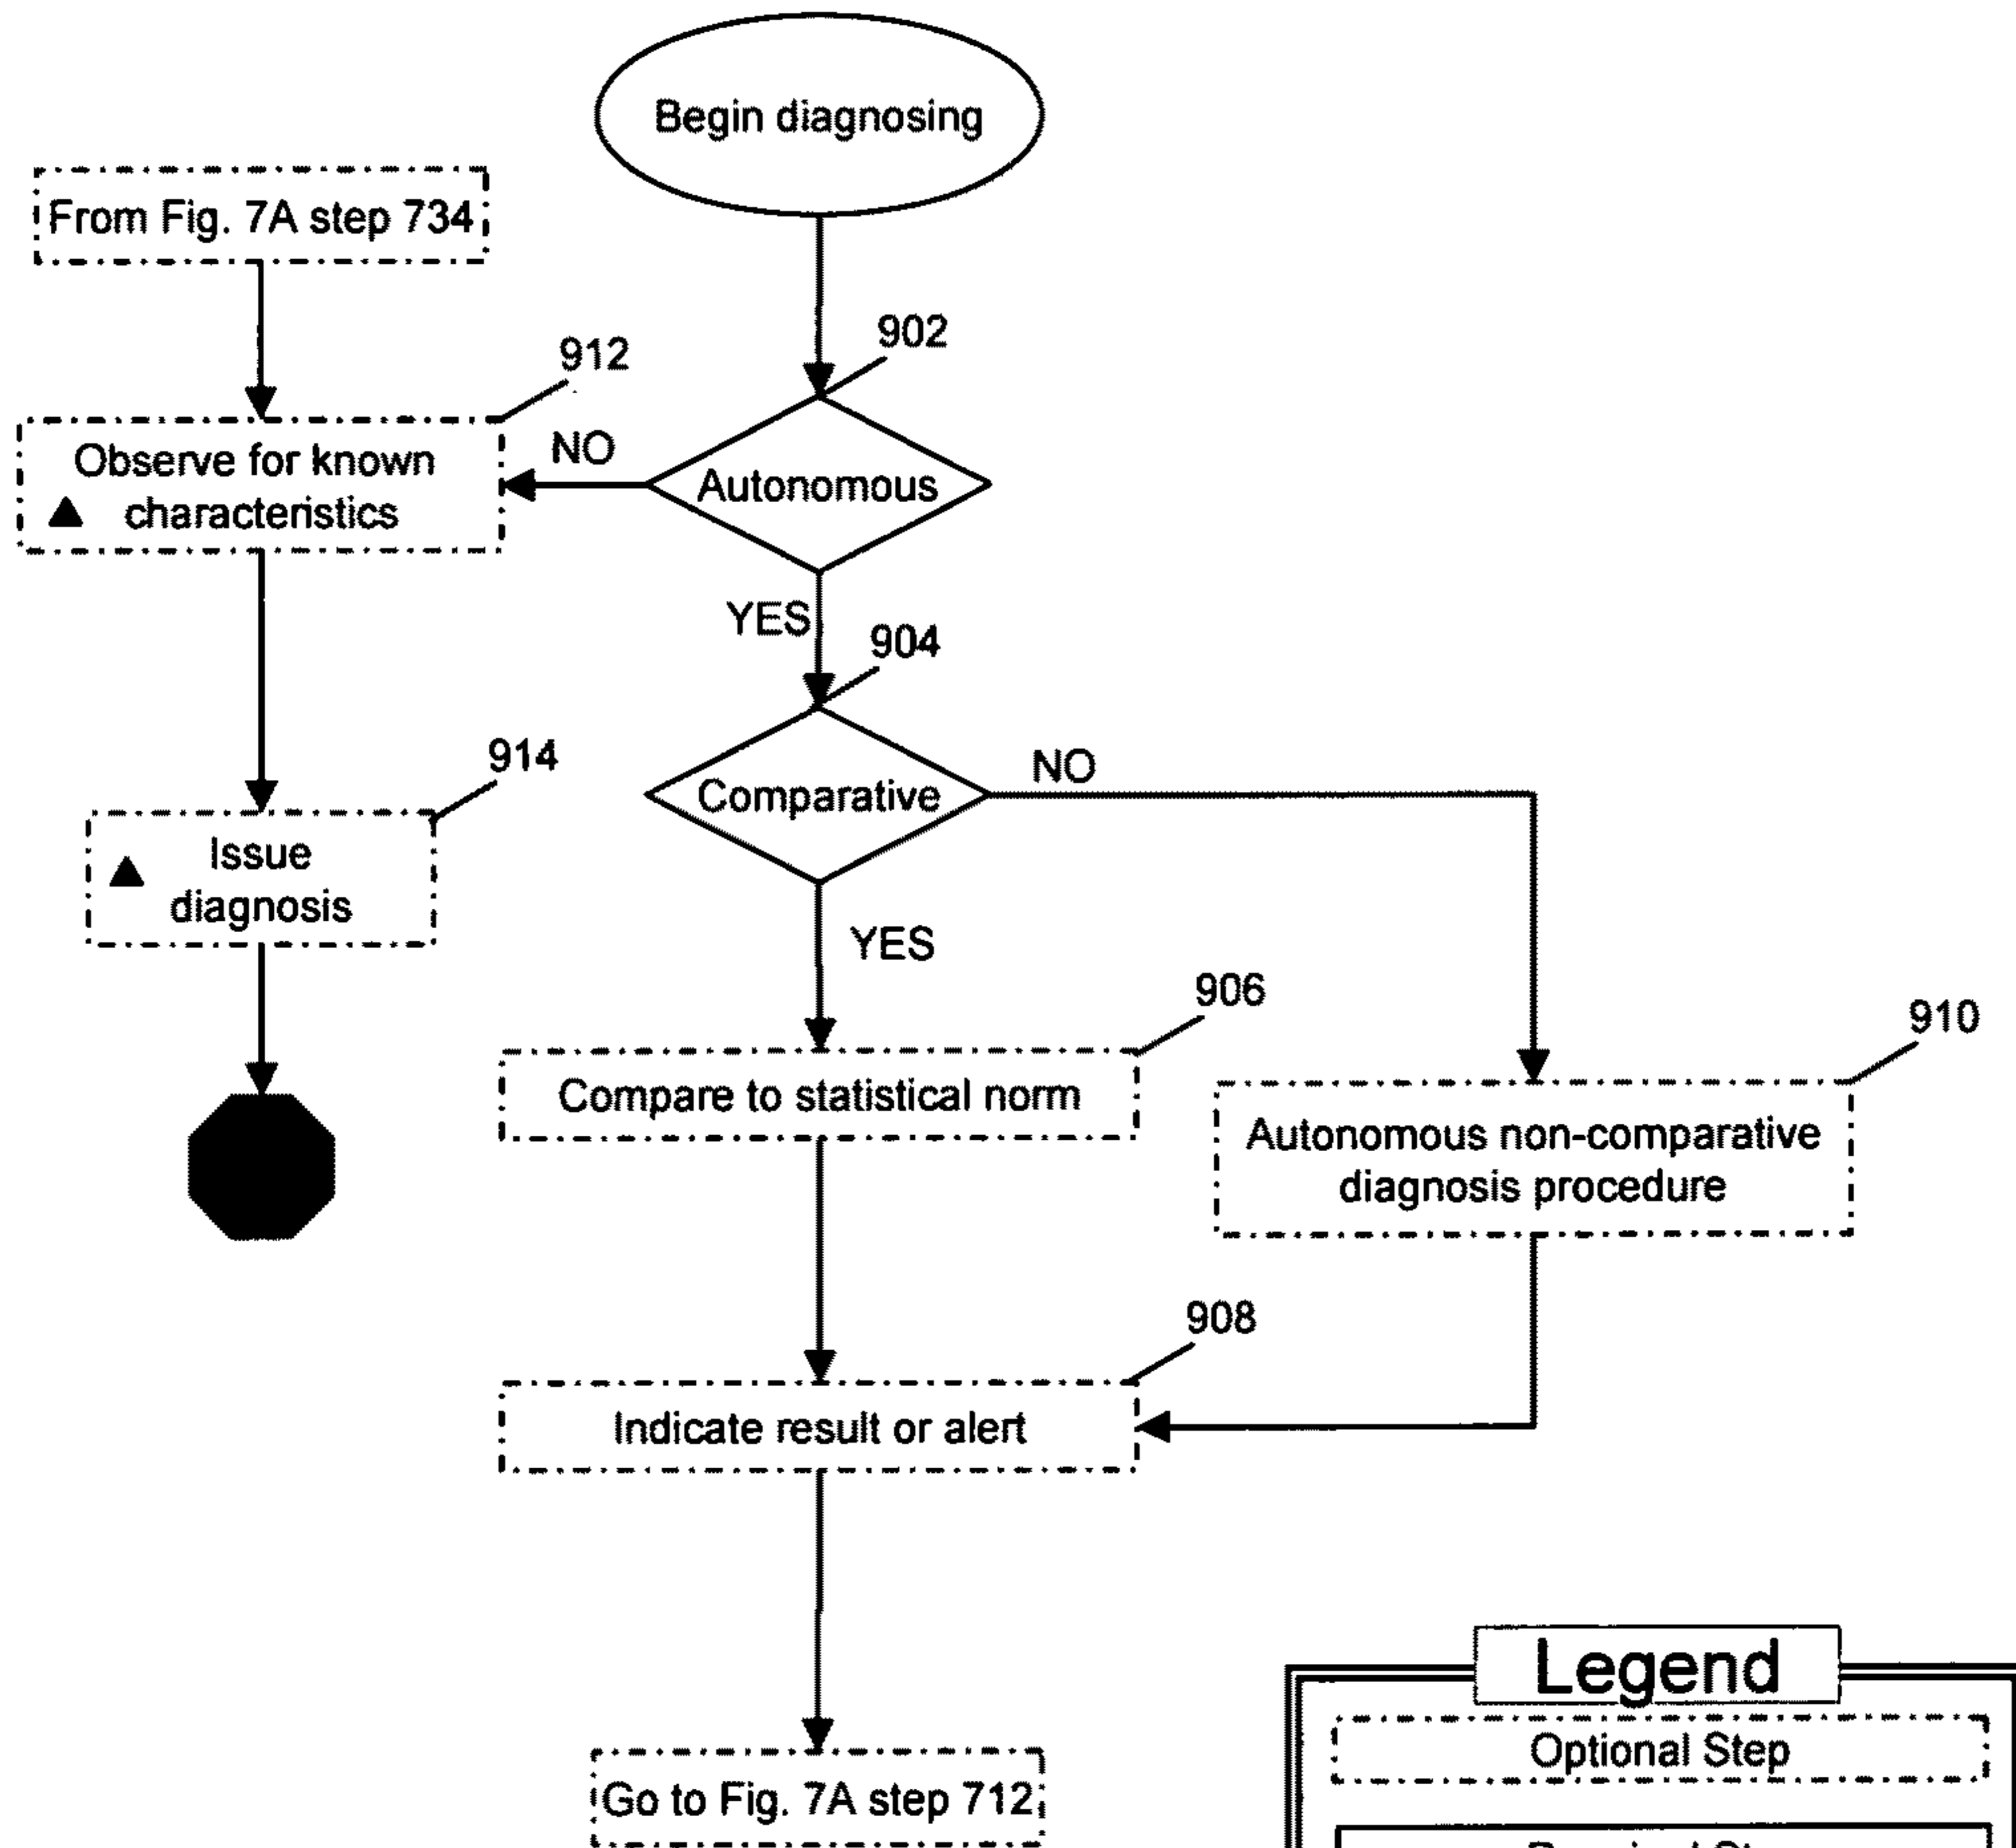 Begin diagnosing
From Fig. 7A step 734
902
912
Observe for known
characteristics
NO
Autonomous
YES
904
914
Comparative
NO
Issue
diagnosis
YES
906
910
Compare to statistical norm
Autonomous non-comparative
diagnosis procedure
908
Indicate result or alert
Legend
Optional Step
Go to Fig. 7A step 712